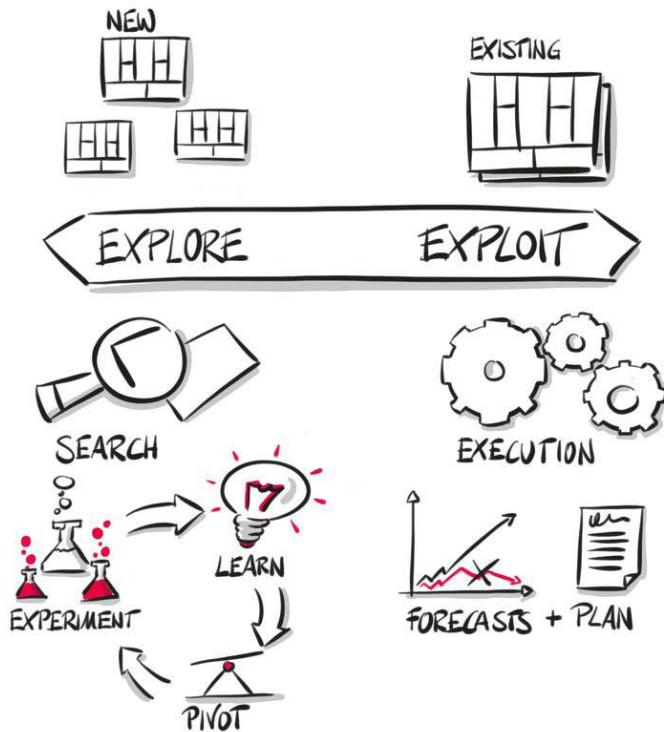 NEW
EXISTING
EXPLORE
EXPLOIT
SEARCH
EXECUTION
LEARN
EXPERIMENT
FORECASTS + PLAN
PIVOT